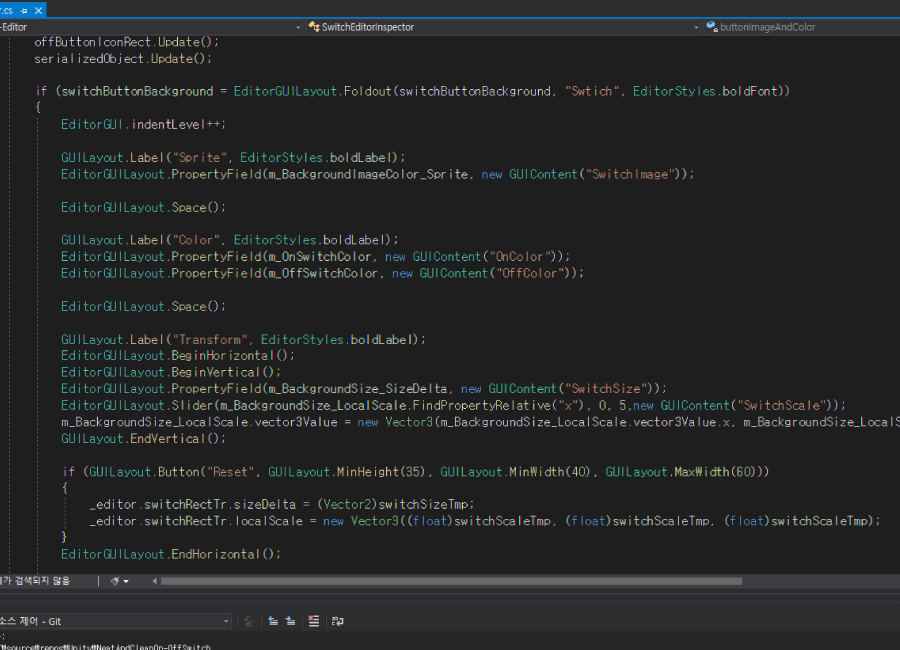 r.cs
-Editor SwitchEditorInspector buttonImageAndColor
offButtonIconRect.Update();
serializedObject.Update();
if (switchButtonBackground = EditorGUILayout.Foldout(switchButtonBackground, "Swtich", EditorStyles.boldFont))
{
EditorGUI.indentLevel++;
GUILayout.Label("Sprite", EditorStyles.boldLabel);
EditorGUILayout.PropertyField(m_BackgroundImageColor_Sprite, new GUIContent("SwitchImage"));
EditorGUILayout.Space();
GUILayout.Label("Color", EditorStyles.boldLabel);
EditorGUILayout.PropertyField(m_OnSwitchColor, new GUIContent("OnColor"));
EditorGUILayout.PropertyField(m_OffSwitchColor, new GUIContent("OffColor"));
EditorGUILayout.Space();
GUILayout.Label("Transform", EditorStyles.boldLabel);
EditorGUILayout.BeginHorizontal();
EditorGUILayout.BeginVertical();
EditorGUILayout.PropertyField(m_BackgroundSize_SizeDelta, new GUIContent("SwitchSize"));
EditorGUILayout.Slider(m_BackgroundSize_LocalScale.FindPropertyRelative("x"), 0, 5,new GUIContent("SwitchScale"));
m_BackgroundSize_LocalScale.vector3Value = new Vector3(m_BackgroundSize_LocalScale.vector3Value.x, m_BackgroundSize_LocalS
GUILayout.EndVertical();
if (GUILayout.Button("Reset", GUILayout.MinHeight(35), GUILayout.MinWidth(40), GUILayout.MaxWidth(60)))
{
_editor.switchRectTr.sizeDelta = (Vector2)switchSizeTmp;
_editor.switchRectTr.localScale = new Vector3((float)switchScaleTmp, (float)switchScaleTmp, (float)switchScaleTmp);
}
EditorGUILayout.EndHorizontal();
가 검색되지 않음
소스 제어 - Git
₩source₩repos₩Unity₩NeatAndCleanOn-OffSwitch